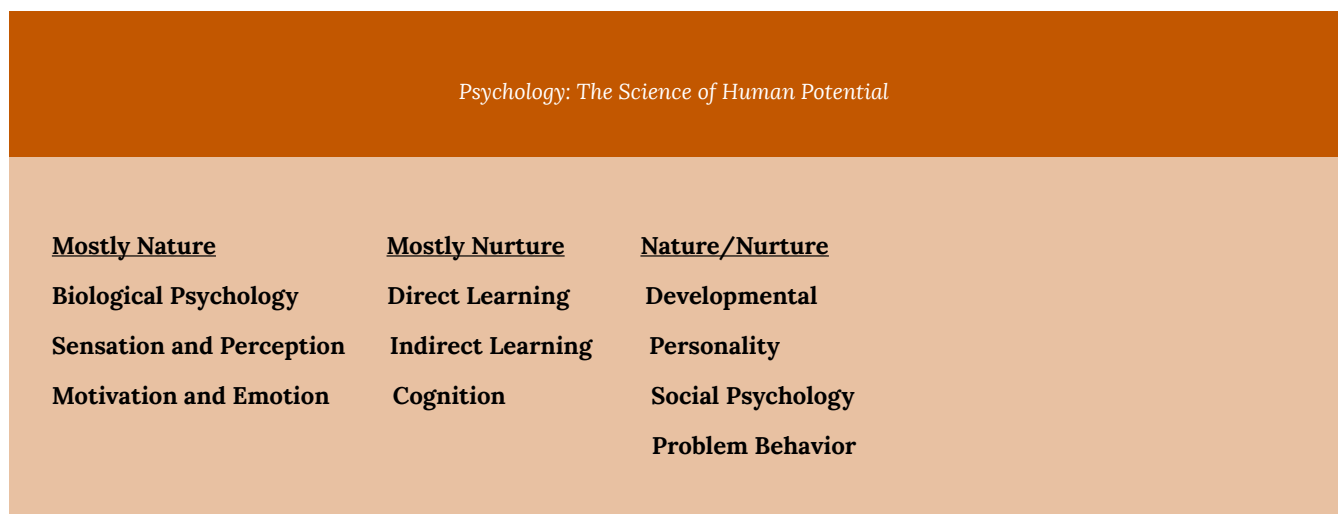 Psychology: The Science of Human Potential
Mostly Nature Mostly Nurture Nature/Nurture
Biological Psychology Direct Learning Developmental
Sensation and Perception Indirect Learning Personality
Motivation and Emotion Cognition Social Psychology
Problem Behavior